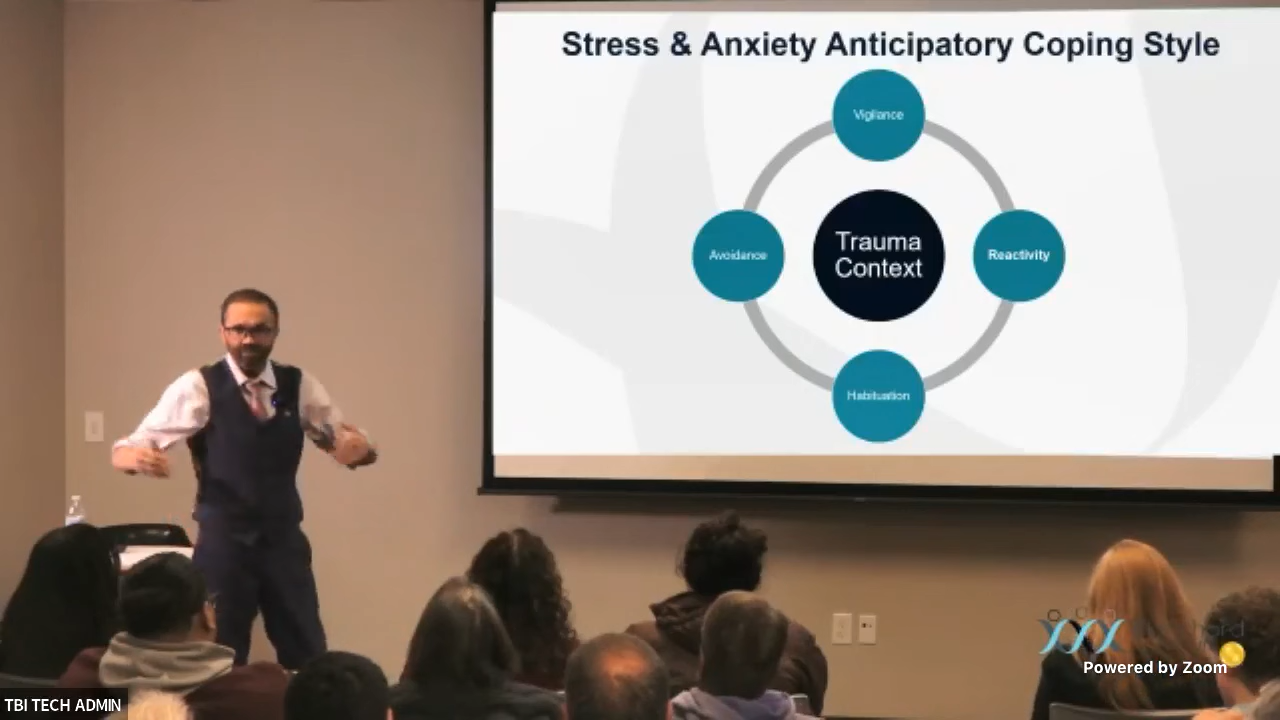 Stress & Anxiety Anticipatory Coping Style
Vigilance
Avoidance
Trauma
Context
Reactivity
Habituation
Powered by Zoom
TBI TECH ADMIN